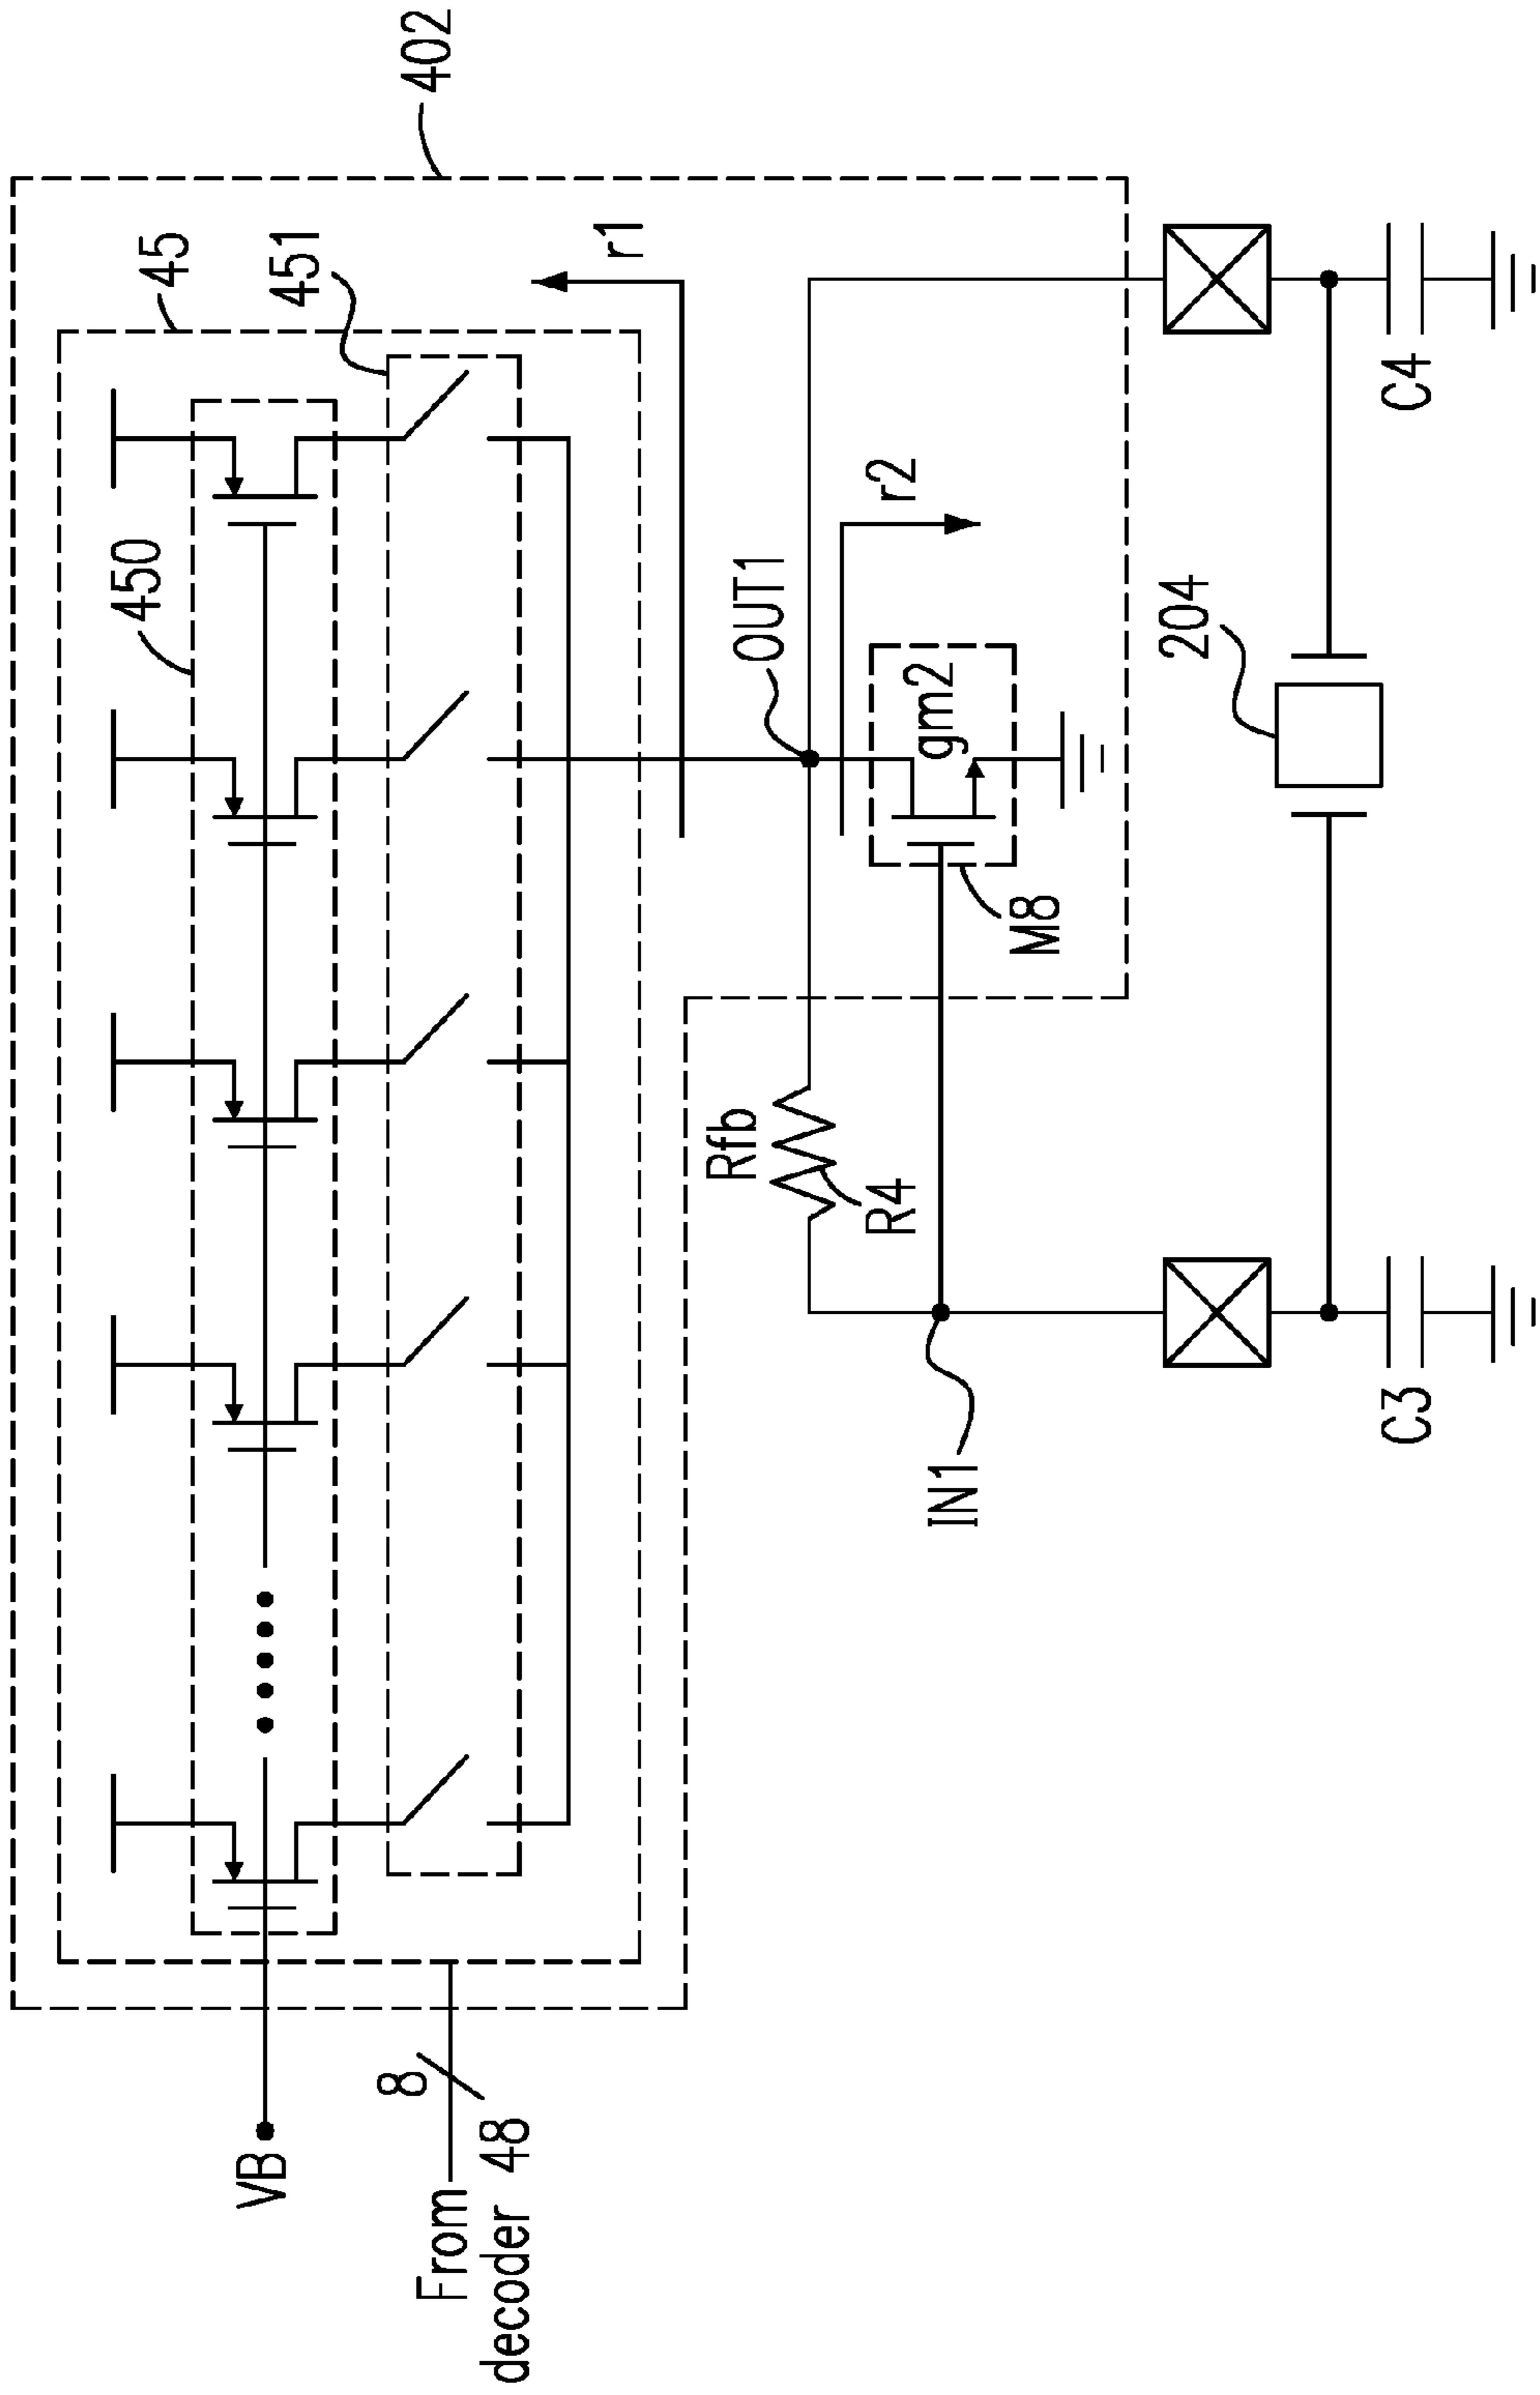 402
45
451
450
r1
r2
OUT1
gm2
M8
Rfb
R4
IN1
204
C4
C3
VB
8
From
decoder 48